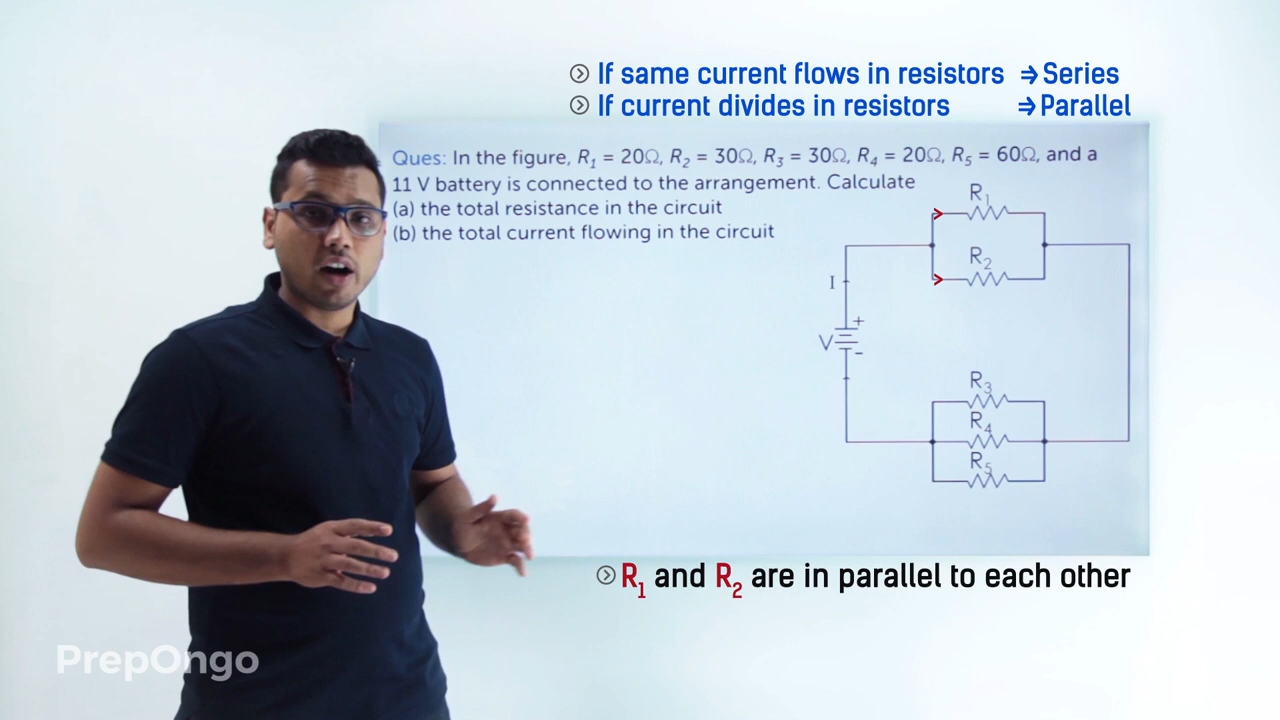 If same current flows in resistors ⇒ Series
If current divides in resistors ⇒ Parallel
Ques: In the figure, R₁ = 20Ω, R₂ = 30Ω, R₃ = 30Ω, R₄ = 20Ω, R₅ = 60Ω, and a
11 V battery is connected to the arrangement. Calculate
(a) the total resistance in the circuit
(b) the total current flowing in the circuit
R₁
R₂
I
+
V
-
R₃
R₄
R₅
R₁ and R₂ are in parallel to each other
PrepOngo